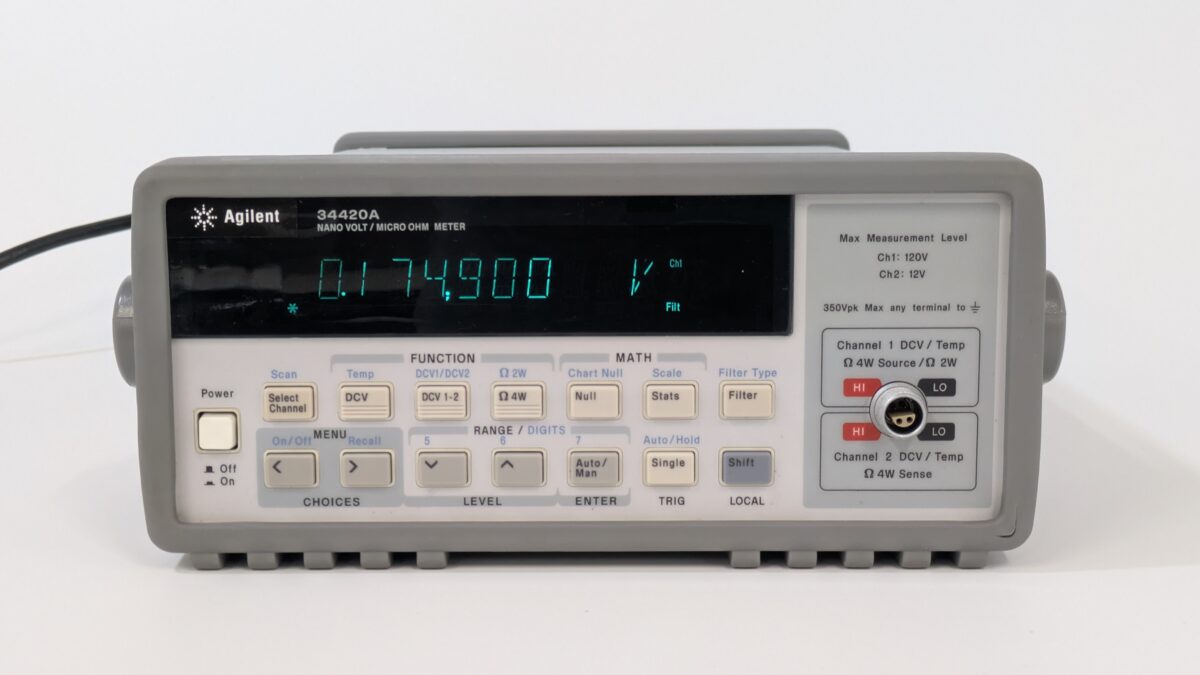 Agilent 34420A
NANO VOLT / MICRO OHM METER
0.174,900 V
Ch1
*
Filt
Max Measurement Level
Ch1: 120V
Ch2: 12V
350Vpk Max any terminal to ⏚
Channel 1 DCV / Temp
Ω 4W Source / Ω 2W
HI LO
HI LO
Channel 2 DCV / Temp
Ω 4W Sense
FUNCTION MATH
Scan Temp DCV1/DCV2 Ω 2W Chart Null Scale Filter Type
Power
Select Channel DCV DCV 1-2 Ω 4W Null Stats Filter
MENU RANGE / DIGITS
On/Off Recall 5 6 7 Auto/Hold
< > Auto/Man Single Shift
Off
On
CHOICES LEVEL ENTER TRIG LOCAL